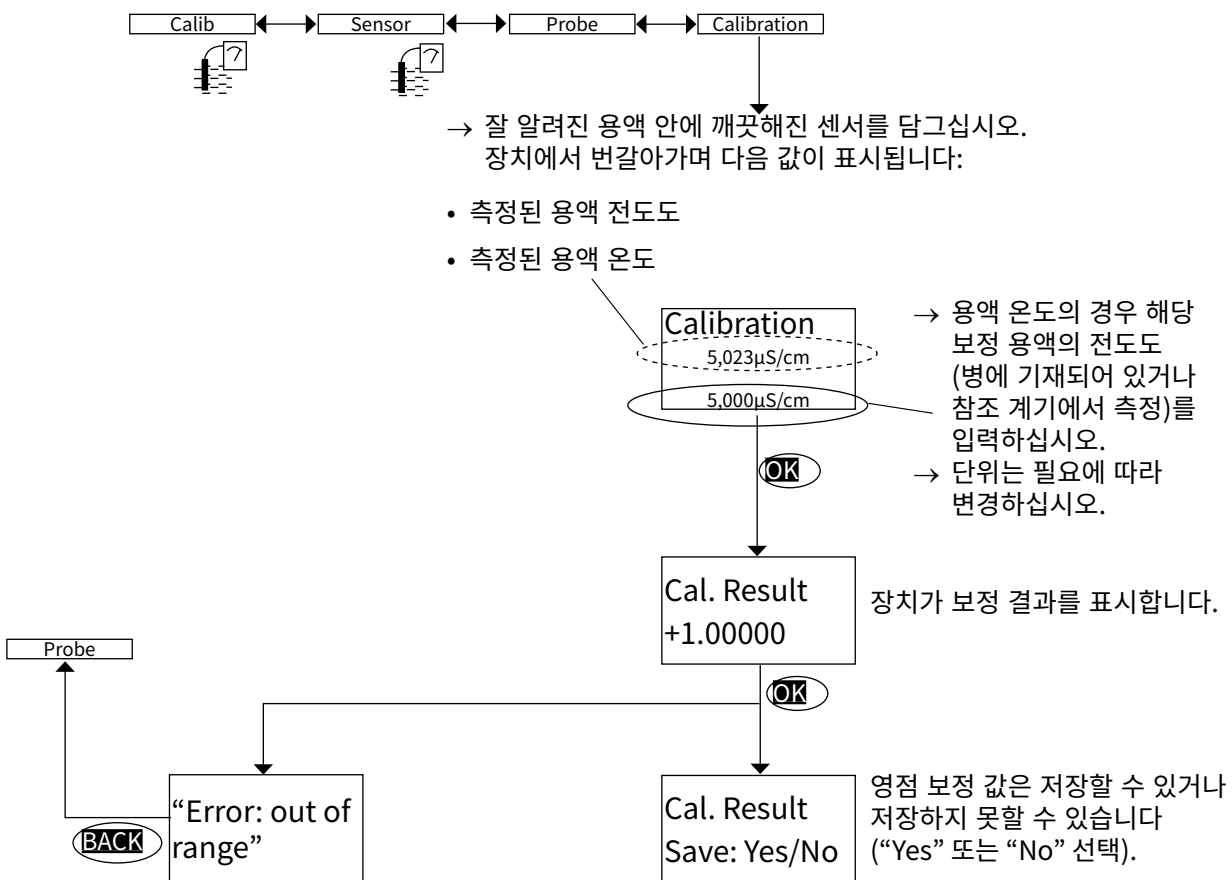 Calib
Sensor
Probe
Calibration
→ 잘 알려진 용액 안에 깨끗해진 센서를 담그십시오.
장치에서 번갈아가며 다음 값이 표시됩니다:
• 측정된 용액 전도도
• 측정된 용액 온도
Calibration
5,023µS/cm
5,000µS/cm
→ 용액 온도의 경우 해당
보정 용액의 전도도
(병에 기재되어 있거나
참조 계기에서 측정)를
입력하십시오.
→ 단위는 필요에 따라
변경하십시오.
OK
Cal. Result
+1.00000
장치가 보정 결과를 표시합니다.
Probe
OK
“Error: out of
range”
BACK
Cal. Result
Save: Yes/No
영점 보정 값은 저장할 수 있거나
저장하지 못할 수 있습니다
(“Yes” 또는 “No” 선택).